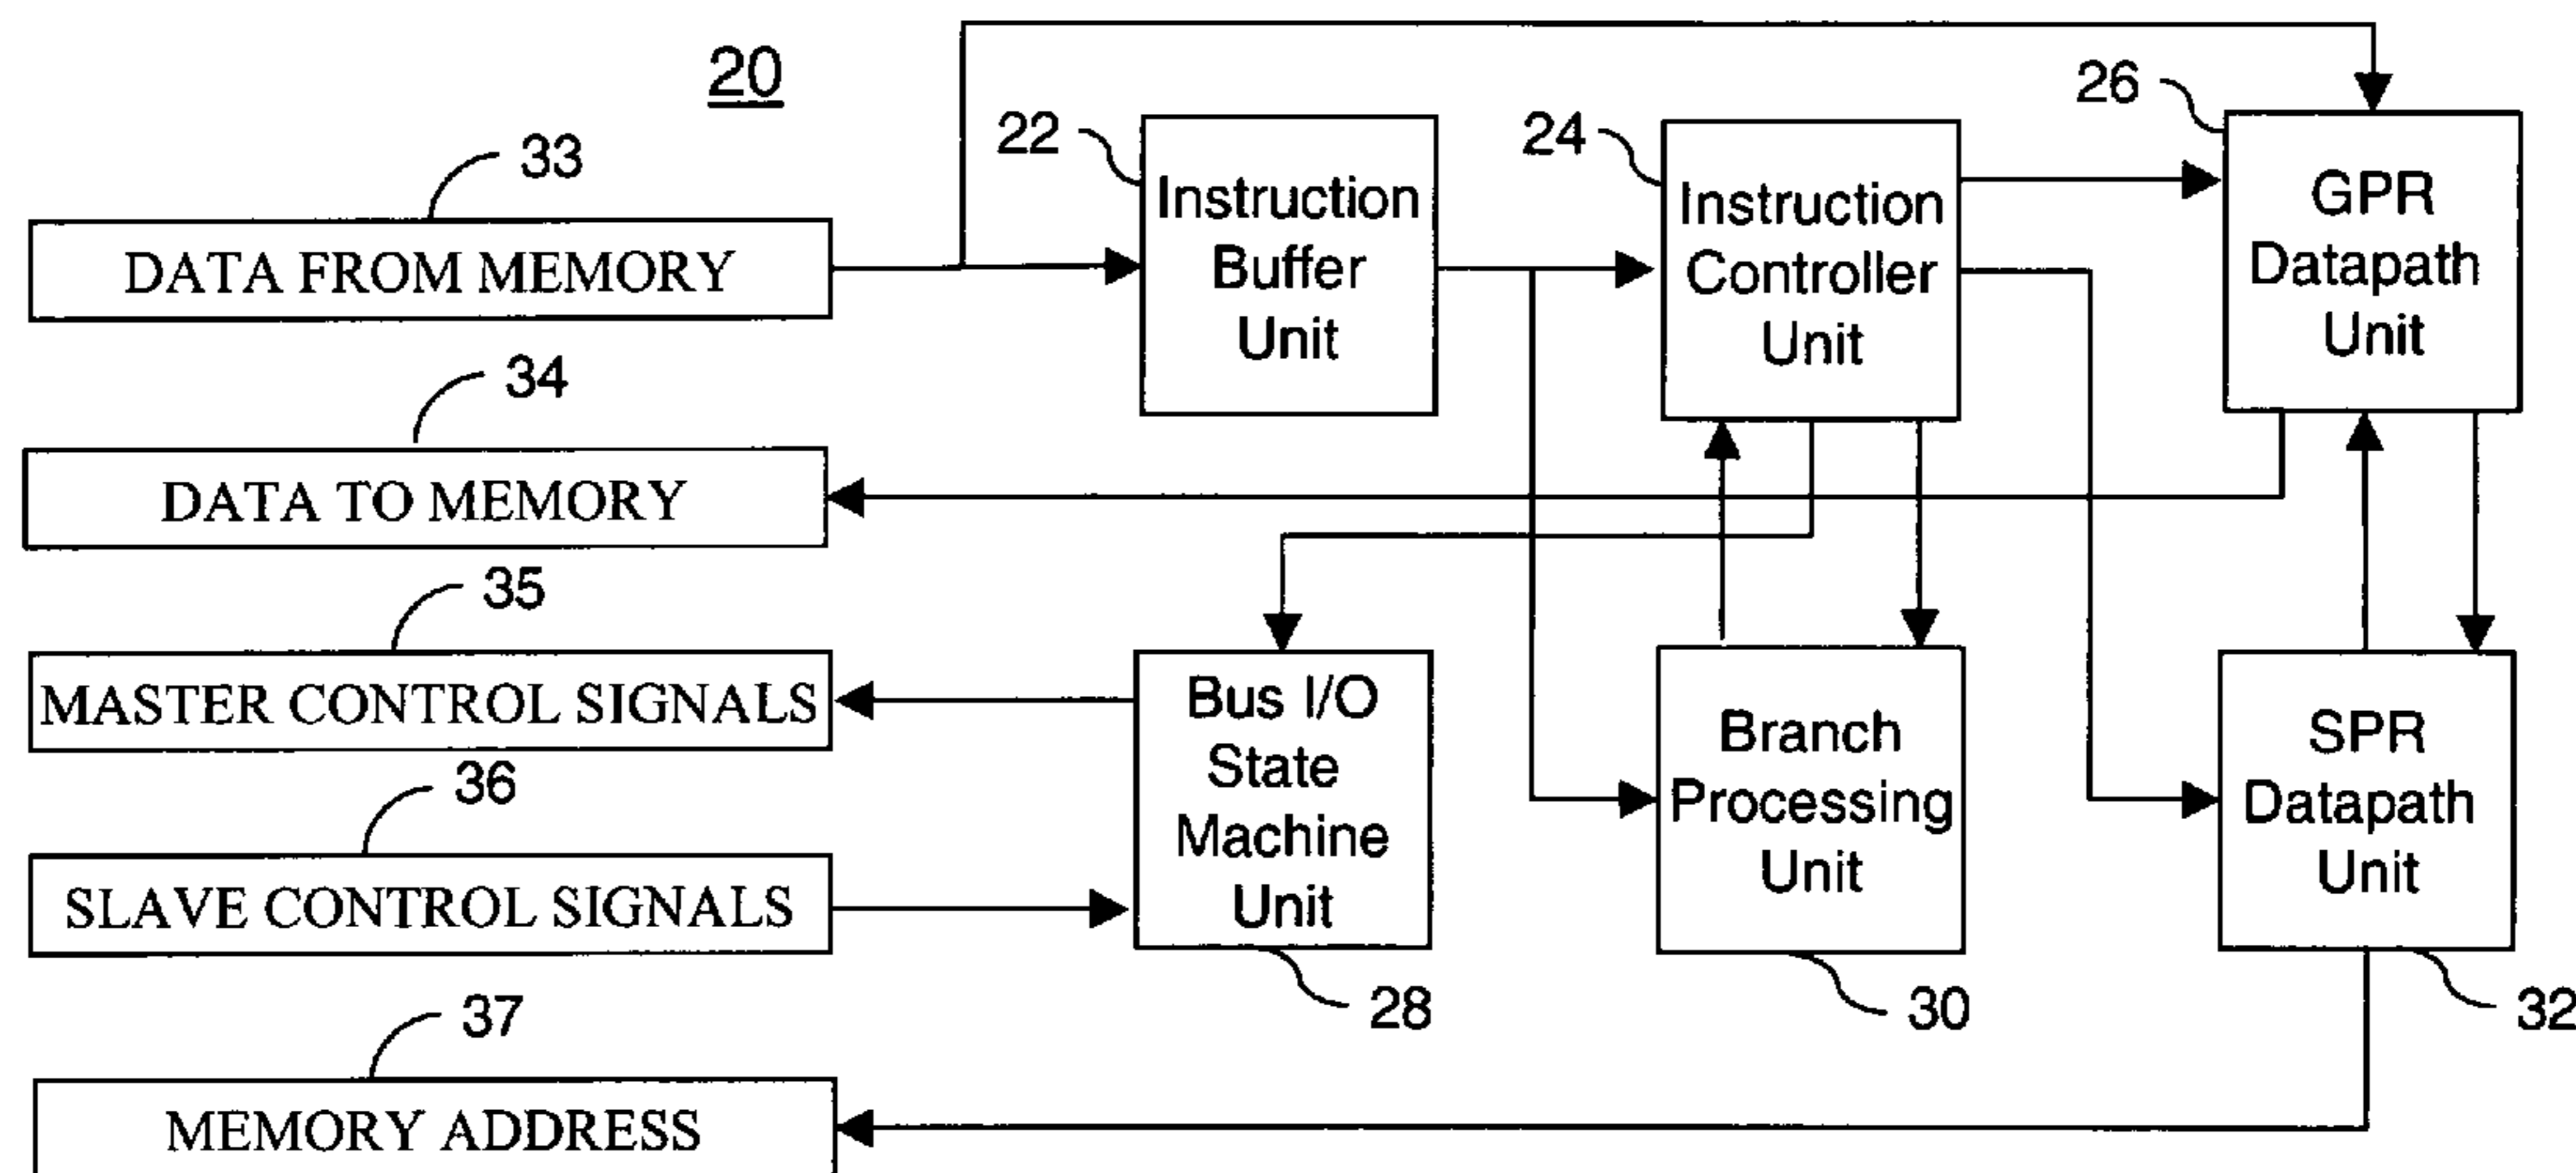 20
33
DATA FROM MEMORY
34
DATA TO MEMORY
35
MASTER CONTROL SIGNALS
36
SLAVE CONTROL SIGNALS
37
MEMORY ADDRESS
22
Instruction
Buffer
Unit
24
Instruction
Controller
Unit
26
GPR
Datapath
Unit
Bus I/O
State
Machine
Unit
28
Branch
Processing
Unit
30
SPR
Datapath
Unit
32